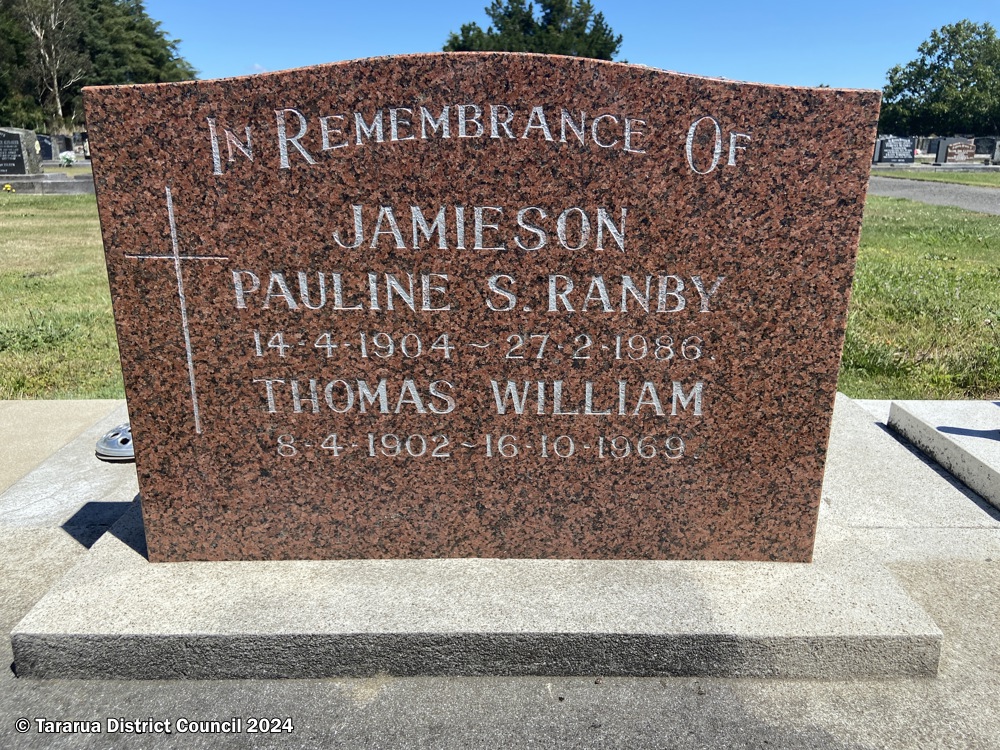 IN REMEMBRANCE OF
JAMIESON
PAULINE S. RANBY
14-4-1904 ~ 27-2-1986.
THOMAS WILLIAM
8-4-1902 ~ 16-10-1969.
© Tararua District Council 2024